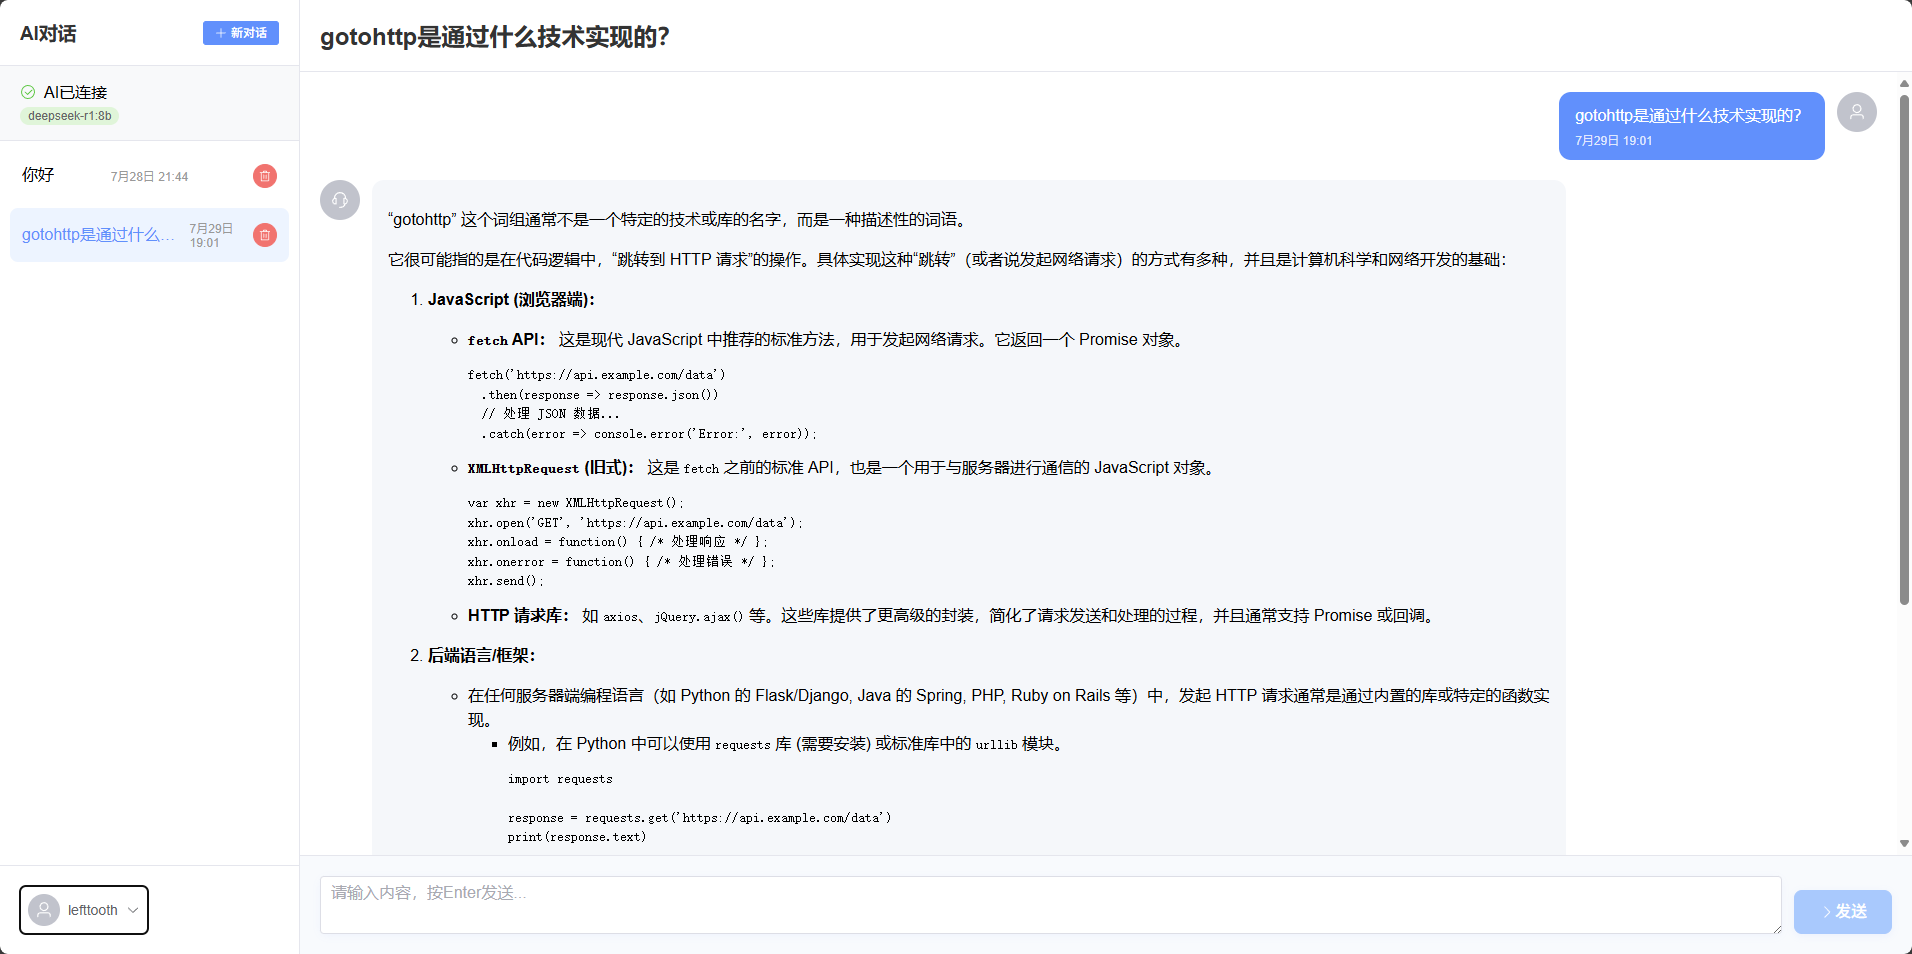 AI对话
新对话
AI已连接
deepseek-r1:8b
你好
7月28日 21:44
gotohttp是通过什么...
7月29日
19:01
lefttooth
gotohttp是通过什么技术实现的？
gotohttp是通过什么技术实现的？
7月29日 19:01
“gotohttp” 这个词组通常不是一个特定的技术或库的名字，而是一种描述性的词语。
它很可能指的是在代码逻辑中，“跳转到 HTTP 请求”的操作。具体实现这种“跳转”（或者说发起网络请求）的方式有多种，并且是计算机科学和网络开发的基础：
1. JavaScript (浏览器端)：
fetch API： 这是现代 JavaScript 中推荐的标准方法，用于发起网络请求。它返回一个 Promise 对象。
fetch('https://api.example.com/data')
.then(response => response.json())
// 处理 JSON 数据...
.catch(error => console.error('Error:', error));
XMLHttpRequest (旧式)： 这是 fetch 之前的标准 API，也是一个用于与服务器进行通信的 JavaScript 对象。
var xhr = new XMLHttpRequest();
xhr.open('GET', 'https://api.example.com/data');
xhr.onload = function() { /* 处理响应 */ };
xhr.onerror = function() { /* 处理错误 */ };
xhr.send();
HTTP 请求库： 如 axios、jQuery.ajax() 等。这些库提供了更高级的封装，简化了请求发送和处理的过程，并且通常支持 Promise 或回调。
2. 后端语言/框架：
在任何服务器端编程语言（如 Python 的 Flask/Django, Java 的 Spring, PHP, Ruby on Rails 等）中，发起 HTTP 请求通常是通过内置的库或特定的函数实
现。
例如，在 Python 中可以使用 requests 库 (需要安装) 或标准库中的 urllib 模块。
import requests
response = requests.get('https://api.example.com/data')
print(response.text)
请输入内容，按Enter发送...
发送